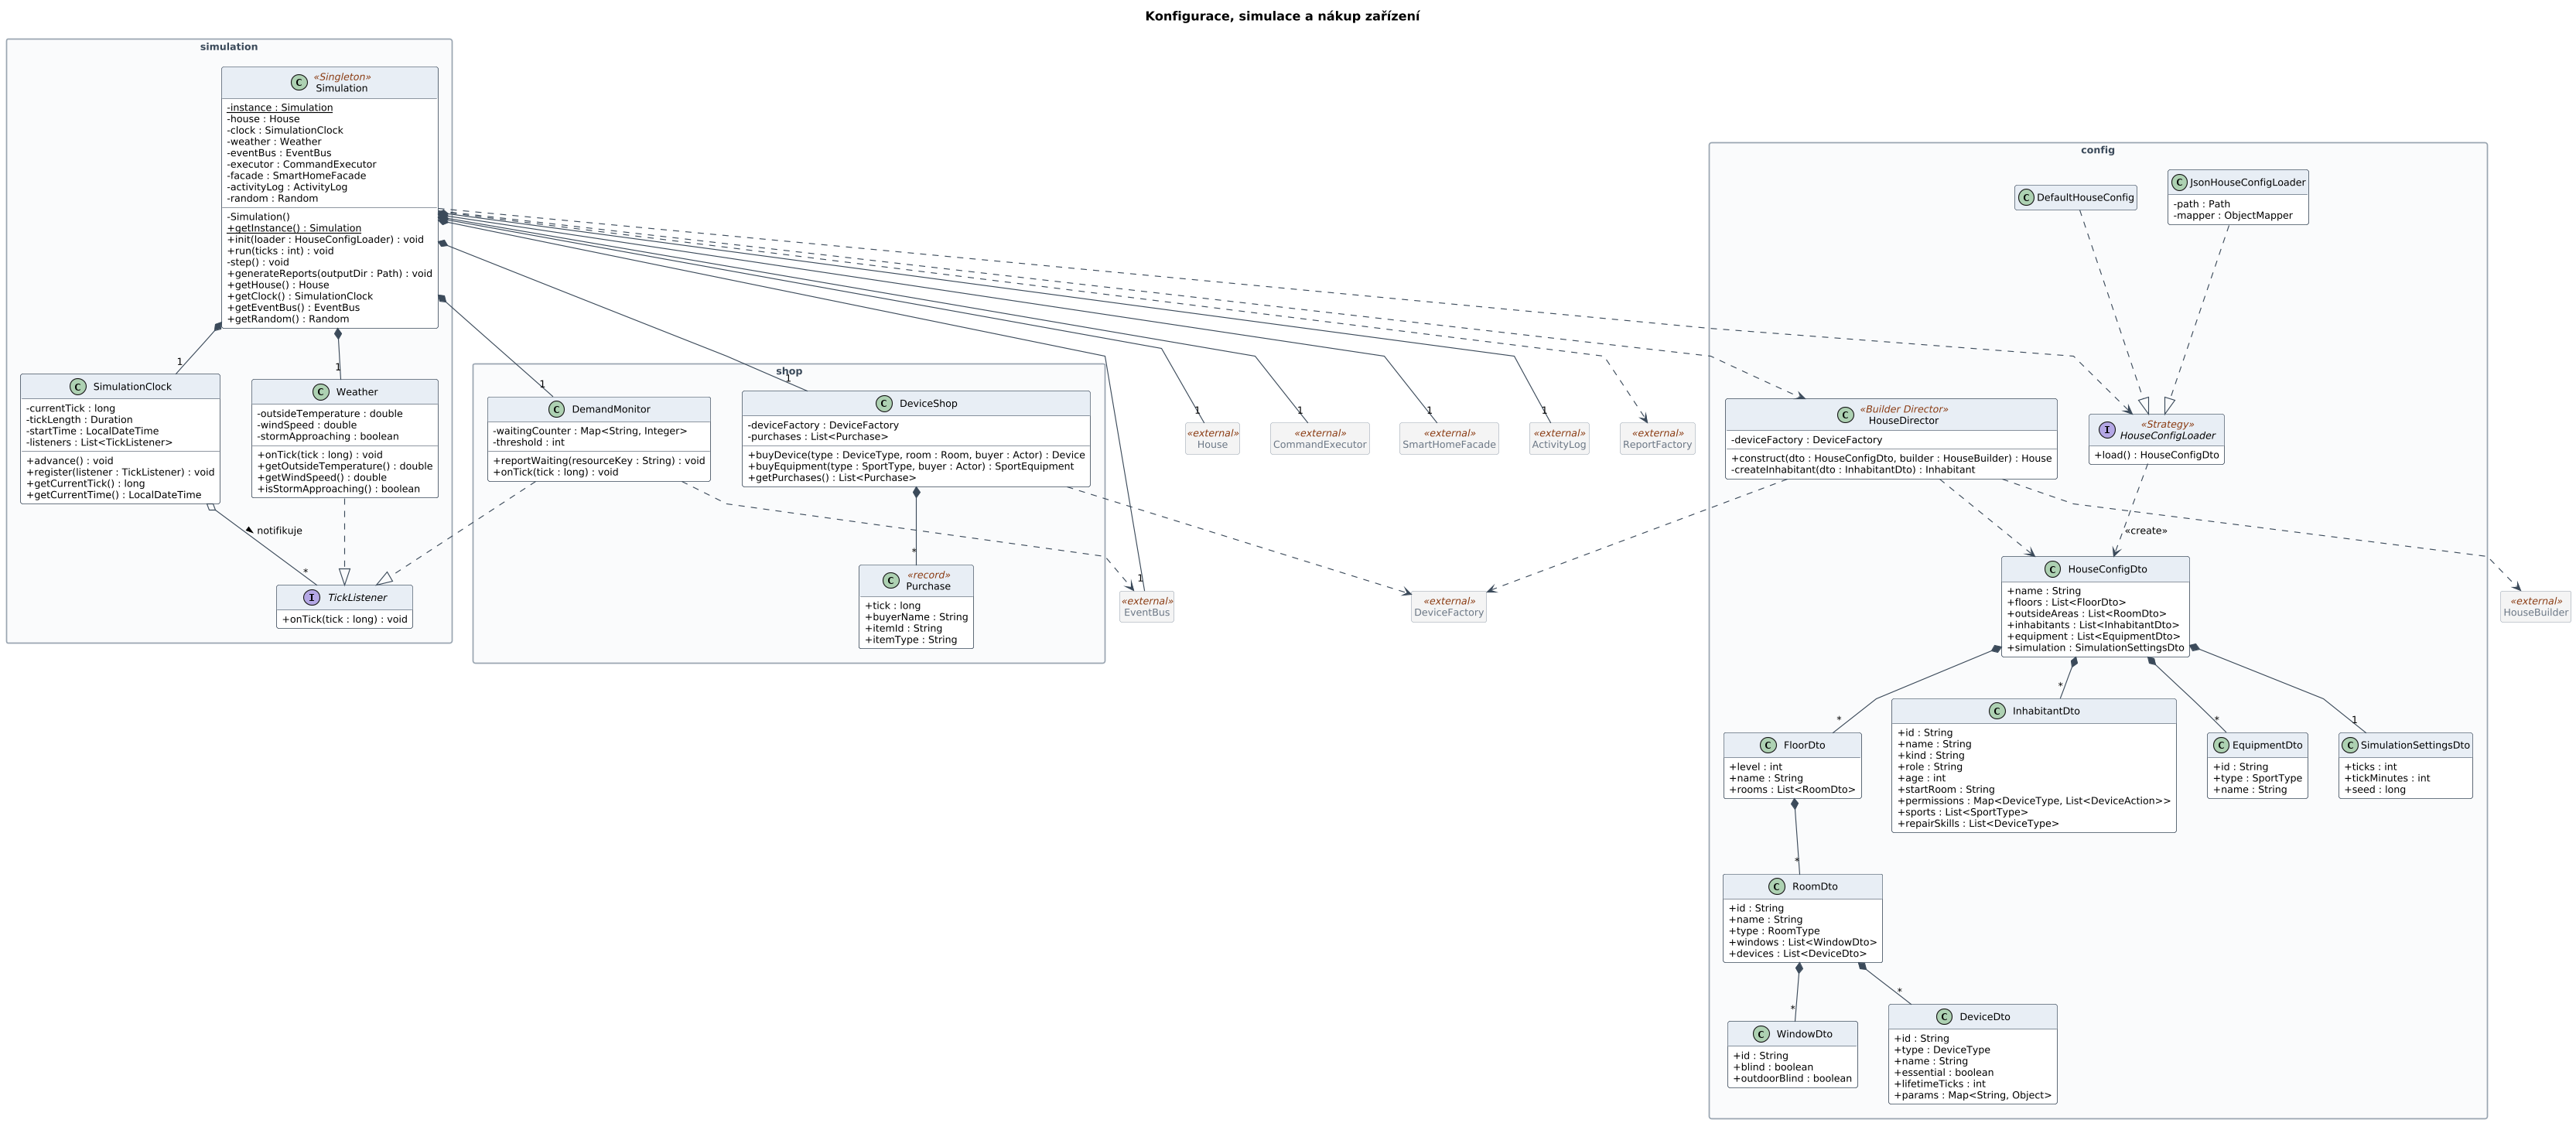 Konfigurace, simulace a nákup zařízení
simulation
C
«Singleton»
Simulation
-instance : Simulation
-house : House
-clock : SimulationClock
-weather : Weather
-eventBus : EventBus
-executor : CommandExecutor
-facade : SmartHomeFacade
-activityLog : ActivityLog
-random : Random
-Simulation()
+getInstance() : Simulation
+init(loader : HouseConfigLoader) : void
+run(ticks : int) : void
-step() : void
+generateReports(outputDir : Path) : void
+getHouse() : House
+getClock() : SimulationClock
+getEventBus() : EventBus
+getRandom() : Random
1
1
C SimulationClock
-currentTick : long
-tickLength : Duration
-startTime : LocalDateTime
-listeners : List<TickListener>
+advance() : void
+register(listener : TickListener) : void
+getCurrentTick() : long
+getCurrentTime() : LocalDateTime
C Weather
-outsideTemperature : double
-windSpeed : double
-stormApproaching : boolean
+onTick(tick : long) : void
+getOutsideTemperature() : double
+getWindSpeed() : double
+isStormApproaching() : boolean
notifikuje
*
I TickListener
+onTick(tick : long) : void
shop
1
1
C DemandMonitor
-waitingCounter : Map<String, Integer>
-threshold : int
+reportWaiting(resourceKey : String) : void
+onTick(tick : long) : void
C DeviceShop
-deviceFactory : DeviceFactory
-purchases : List<Purchase>
+buyDevice(type : DeviceType, room : Room, buyer : Actor) : Device
+buyEquipment(type : SportType, buyer : Actor) : SportEquipment
+getPurchases() : List<Purchase>
*
C
«record»
Purchase
+tick : long
+buyerName : String
+itemId : String
+itemType : String
1
«external»
EventBus
1
«external»
House
1
«external»
CommandExecutor
1
«external»
SmartHomeFacade
1
«external»
ActivityLog
«external»
ReportFactory
«external»
DeviceFactory
config
C DefaultHouseConfig
C JsonHouseConfigLoader
-path : Path
-mapper : ObjectMapper
C
«Builder Director»
HouseDirector
-deviceFactory : DeviceFactory
+construct(dto : HouseConfigDto, builder : HouseBuilder) : House
-createInhabitant(dto : InhabitantDto) : Inhabitant
I
«Strategy»
HouseConfigLoader
+load() : HouseConfigDto
«create»
C HouseConfigDto
+name : String
+floors : List<FloorDto>
+outsideAreas : List<RoomDto>
+inhabitants : List<InhabitantDto>
+equipment : List<EquipmentDto>
+simulation : SimulationSettingsDto
«external»
HouseBuilder
*
*
*
1
C FloorDto
+level : int
+name : String
+rooms : List<RoomDto>
C InhabitantDto
+id : String
+name : String
+kind : String
+role : String
+age : int
+startRoom : String
+permissions : Map<DeviceType, List<DeviceAction>>
+sports : List<SportType>
+repairSkills : List<DeviceType>
C EquipmentDto
+id : String
+type : SportType
+name : String
C SimulationSettingsDto
+ticks : int
+tickMinutes : int
+seed : long
*
C RoomDto
+id : String
+name : String
+type : RoomType
+windows : List<WindowDto>
+devices : List<DeviceDto>
*
*
C WindowDto
+id : String
+blind : boolean
+outdoorBlind : boolean
C DeviceDto
+id : String
+type : DeviceType
+name : String
+essential : boolean
+lifetimeTicks : int
+params : Map<String, Object>